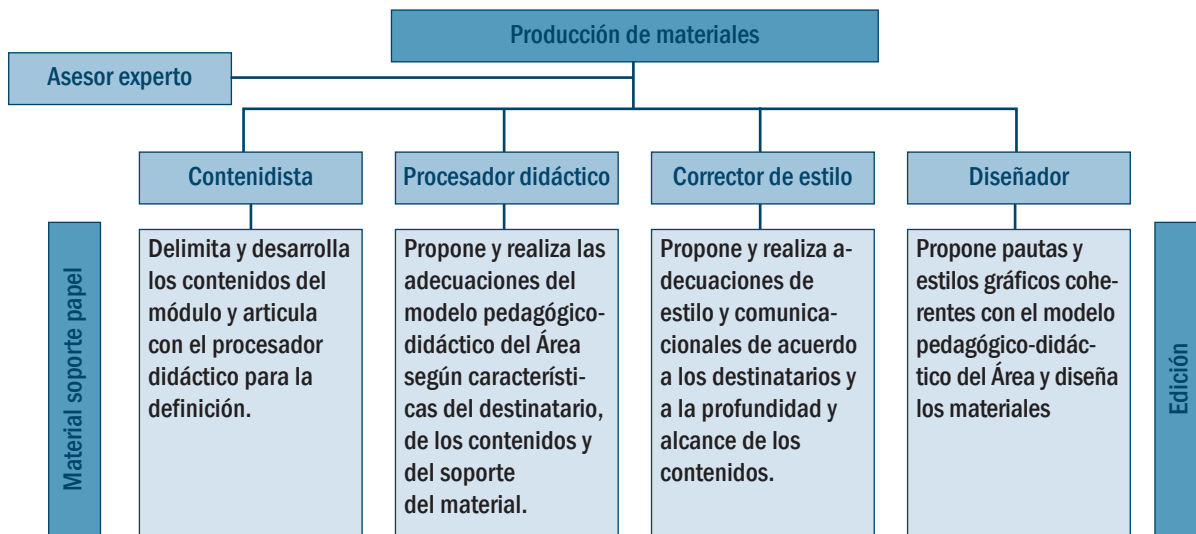 Producción de materiales
Asesor experto
Contenidista
Procesador didáctico
Corrector de estilo
Diseñador
Material soporte papel
Delimita y desarrolla
los contenidos del
módulo y articula
con el procesador
didáctico para la
definición.
Propone y realiza las
adecuaciones del
modelo pedagógico-
didáctico del Área
según característi-
cas del destinatario,
de los contenidos y
del soporte
del material.
Propone y realiza a-
decuaciones de
estilo y comunica-
cionales de acuerdo
a los destinatarios y
a la profundidad y
alcance de los
contenidos.
Propone pautas y
estilos gráficos cohe-
rentes con el modelo
pedagógico-didác-
tico del Área y diseña
los materiales
Edición